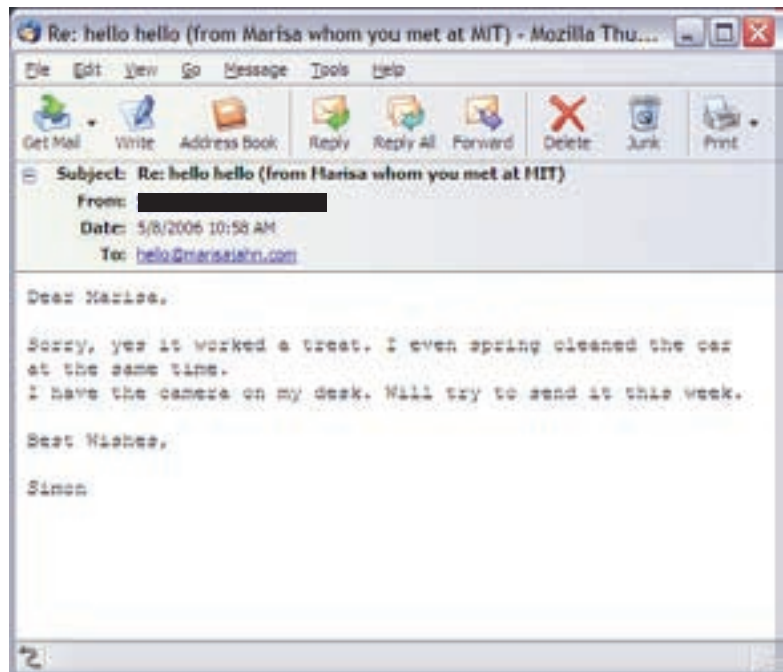 Re: hello hello (from Marisa whom you met at MIT) - Mozilla Thu...
File Edit View Go Message Tools Help
Get Mail Write Address Book Reply Reply All Forward Delete Junk Print
Subject: Re: hello hello (from Marisa whom you met at MIT)
From:
Date: 5/8/2006 10:58 AM
To: hello@marisajahn.com
Dear Marisa,
Sorry, yes it worked a treat. I even spring cleaned the car
at the same time.
I have the camera on my desk. Will try to send it this week.
Best Wishes,
Simon